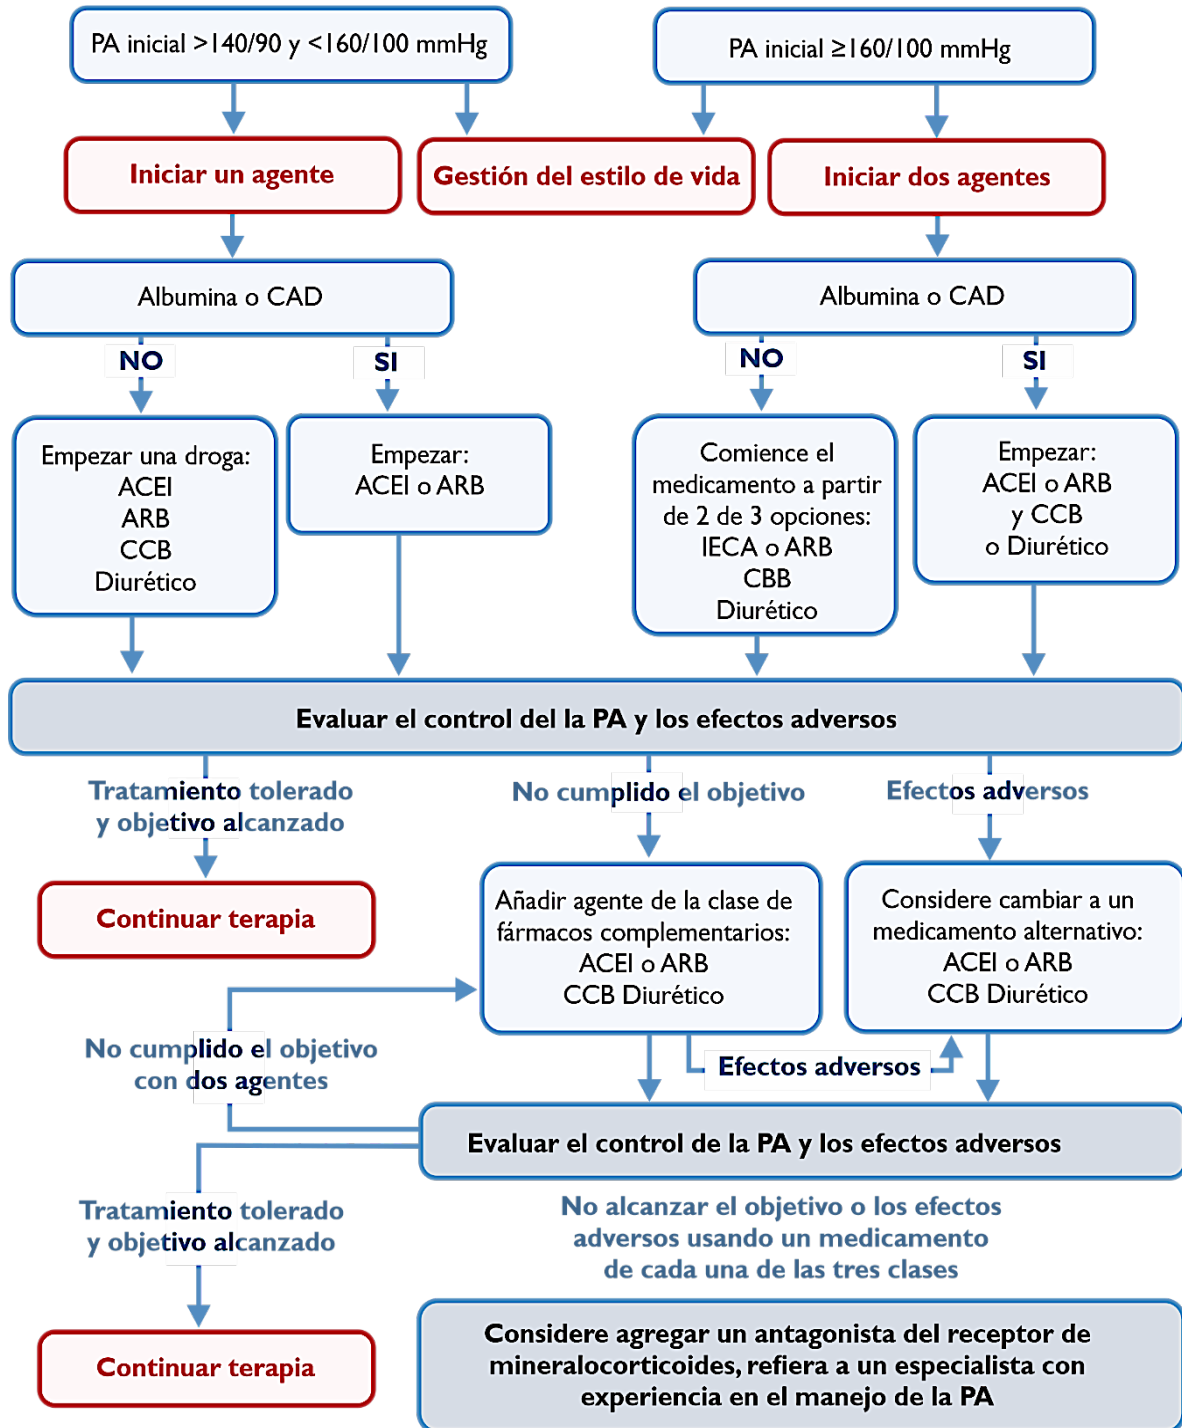 PA inicial >140/90 y <160/100 mmHg
PA inicial ≥160/100 mmHg
Iniciar un agente
Gestión del estilo de vida
Iniciar dos agentes
Albumina o CAD
Albumina o CAD
NO
SI
NO
SI
Empezar una droga:
ACEI
ARB
CCB
Diurético
Empezar:
ACEI o ARB
Comience el
medicamento a partir
de 2 de 3 opciones:
IECA o ARB
CBB
Diurético
Empezar:
ACEI o ARB
y CCB
o Diurético
Evaluar el control del la PA y los efectos adversos
Tratamiento tolerado
y objetivo alcanzado
No cumplido el objetivo
Efectos adversos
Continuar terapia
Añadir agente de la clase de
fármacos complementarios:
ACEI o ARB
CCB Diurético
Considere cambiar a un
medicamento alternativo:
ACEI o ARB
CCB Diurético
No cumplido el objetivo
con dos agentes
Efectos adversos
Evaluar el control de la PA y los efectos adversos
Tratamiento tolerado
y objetivo alcanzado
No alcanzar el objetivo o los efectos
adversos usando un medicamento
de cada una de las tres clases
Continuar terapia
Considere agregar un antagonista del receptor de
mineralocorticoides, refiera a un especialista con
experiencia en el manejo de la PA